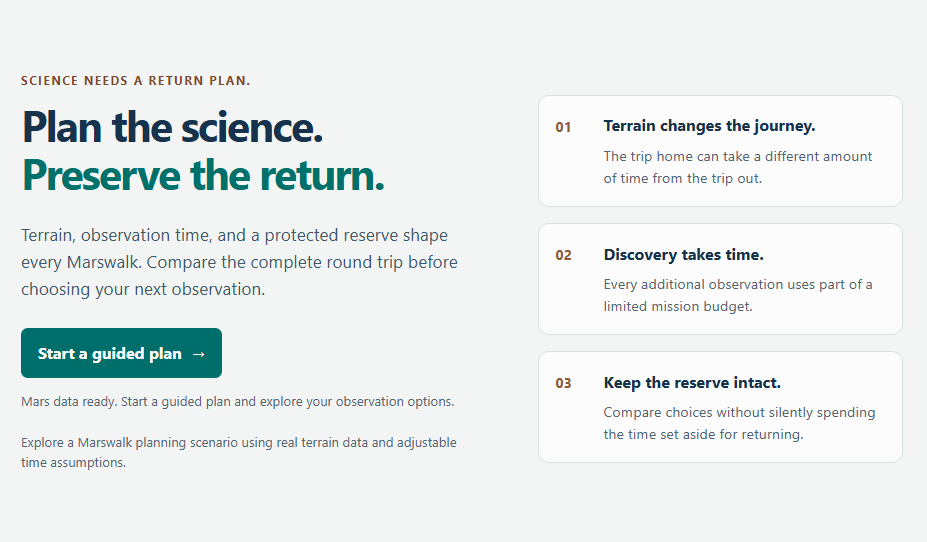 SCIENCE NEEDS A RETURN PLAN.
Plan the science.
Preserve the return.
Terrain, observation time, and a protected reserve shape
every Marswalk. Compare the complete round trip before
choosing your next observation.
Start a guided plan →
Mars data ready. Start a guided plan and explore your observation options.
Explore a Marswalk planning scenario using real terrain data and adjustable
time assumptions.
01
Terrain changes the journey.
The trip home can take a different amount
of time from the trip out.
02
Discovery takes time.
Every additional observation uses part of a
limited mission budget.
03
Keep the reserve intact.
Compare choices without silently spending
the time set aside for returning.